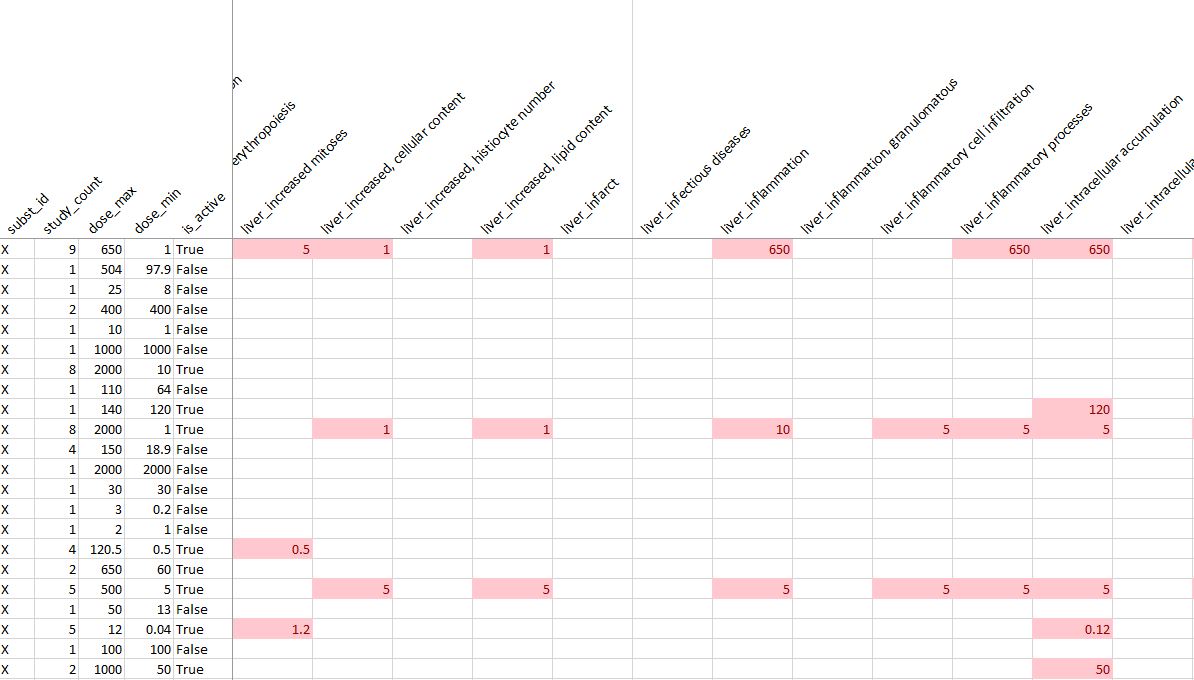 subst_id study_count dose_max dose_min is_active erythropoiesis liver_increased mitoses liver_increased, cellular content liver_increased, histiocyte number liver_increased, lipid content liver_infarct liver_infectious diseases liver_inflammation liver_inflammation, granulomatous liver_inflammatory cell infiltration liver_inflammatory processes liver_intracellular accumulation
X 9 650 1 True 5 1 1 650 650 650
X 1 504 97.9 False
X 1 25 8 False
X 2 400 400 False
X 1 10 1 False
X 1 1000 1000 False
X 8 2000 10 True
X 1 110 64 False
X 1 140 120 True 120
X 8 2000 1 True 1 1 10 5 5 5
X 4 150 18.9 False
X 1 2000 2000 False
X 1 30 30 False
X 1 3 0.2 False
X 1 2 1 False
X 4 120.5 0.5 True 0.5
X 2 650 60 True
X 5 500 5 True 5 5 5 5 5 5
X 1 50 13 False
X 5 12 0.04 True 1.2 0.12
X 1 100 100 False
X 2 1000 50 True 50